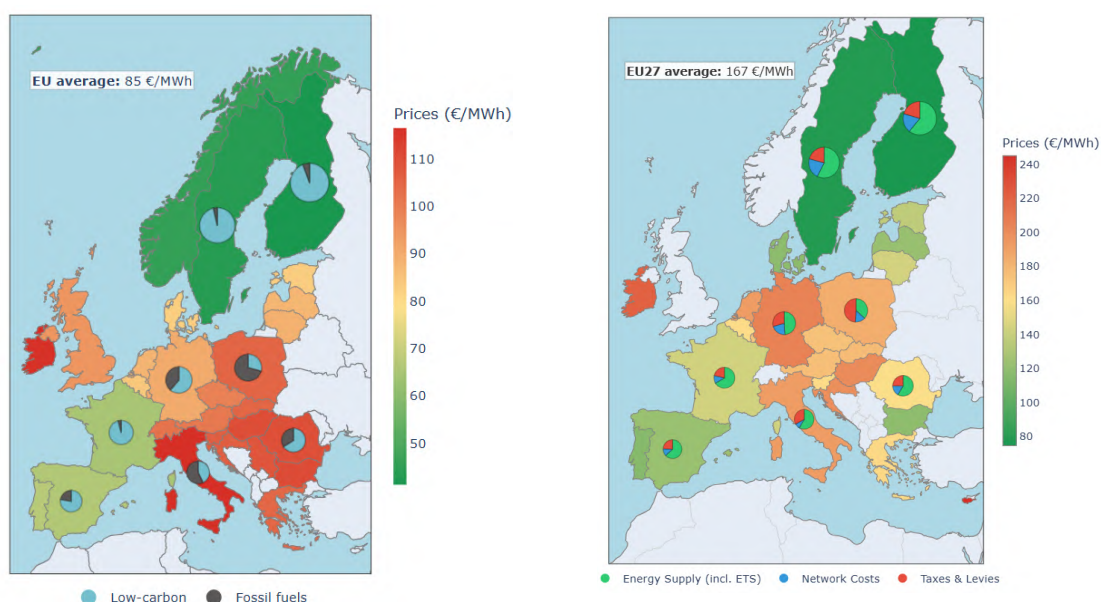 EU average: 85 €/MWh
Prices (€/MWh)
110
100
90
80
70
60
50
Low-carbon
Fossil fuels
EU27 average: 167 €/MWh
Prices (€/MWh)
240
220
200
180
160
140
120
100
80
Energy Supply (incl. ETS)
Network Costs
Taxes & Levies